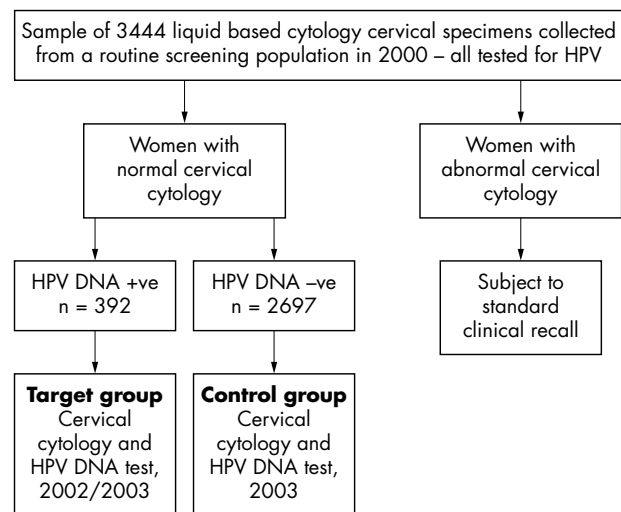 Sample of 3444 liquid based cytology cervical specimens collected
from a routine screening population in 2000 – all tested for HPV
Women with
normal cervical
cytology
Women with
abnormal cervical
cytology
HPV DNA +ve
n = 392
HPV DNA –ve
n = 2697
Subject to
standard
clinical recall
Target group
Cervical
cytology and
HPV DNA test,
2002/2003
Control group
Cervical
cytology and
HPV DNA test,
2003